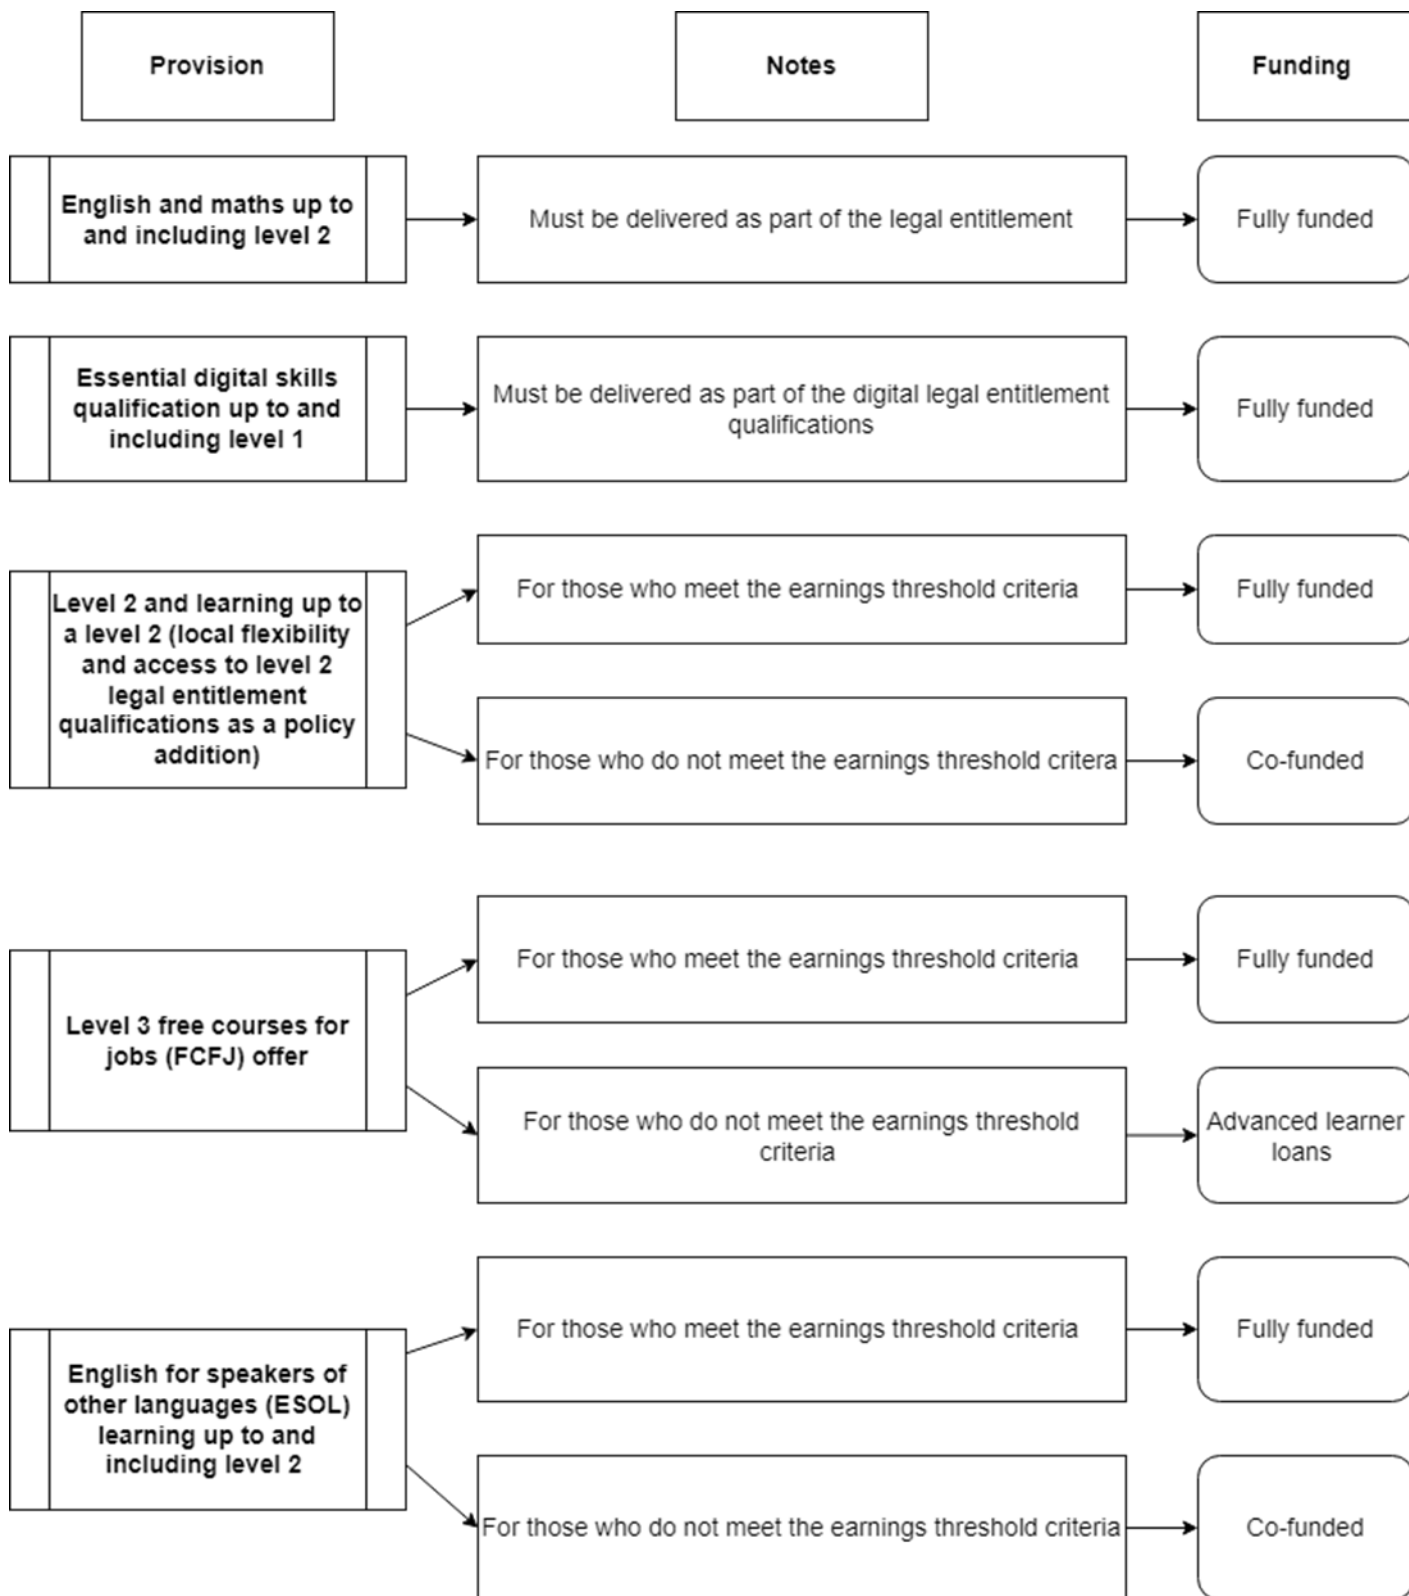 Provision
Notes
Funding
English and maths up to
and including level 2
Must be delivered as part of the legal entitlement
Fully funded
Essential digital skills
qualification up to and
including level 1
Must be delivered as part of the digital legal entitlement
qualifications
Fully funded
Level 2 and learning up to
a level 2 (local flexibility
and access to level 2
legal entitlement
qualifications as a policy
addition)
For those who meet the earnings threshold criteria
Fully funded
For those who do not meet the earnings threshold critera
Co-funded
Level 3 free courses for
jobs (FCFJ) offer
For those who meet the earnings threshold criteria
Fully funded
For those who do not meet the earnings threshold
criteria
Advanced learner
loans
English for speakers of
other languages (ESOL)
learning up to and
including level 2
For those who meet the earnings threshold criteria
Fully funded
For those who do not meet the earnings threshold criteria
Co-funded